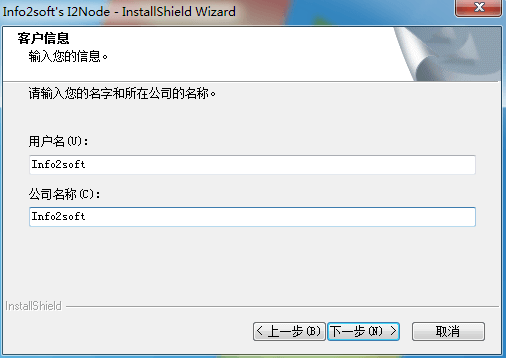 Info2soft's I2Node - InstallShield Wizard
客户信息
输入您的信息。
请输入您的名字和所在公司的名称。
用户名(U):
Info2soft
公司名称(C):
Info2soft
InstallShield
< 上一步(B) 下一步(N) > 取消